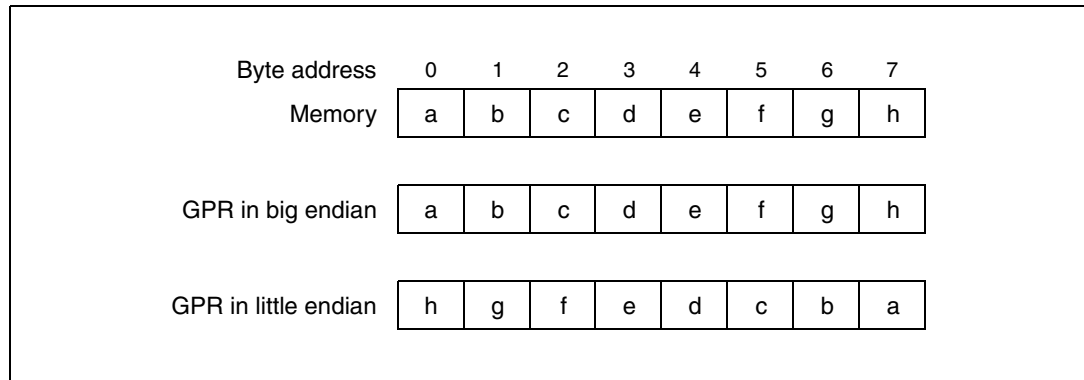 Byte address 0 1 2 3 4 5 6 7
Memory a b c d e f g h
GPR in big endian a b c d e f g h
GPR in little endian h g f e d c b a